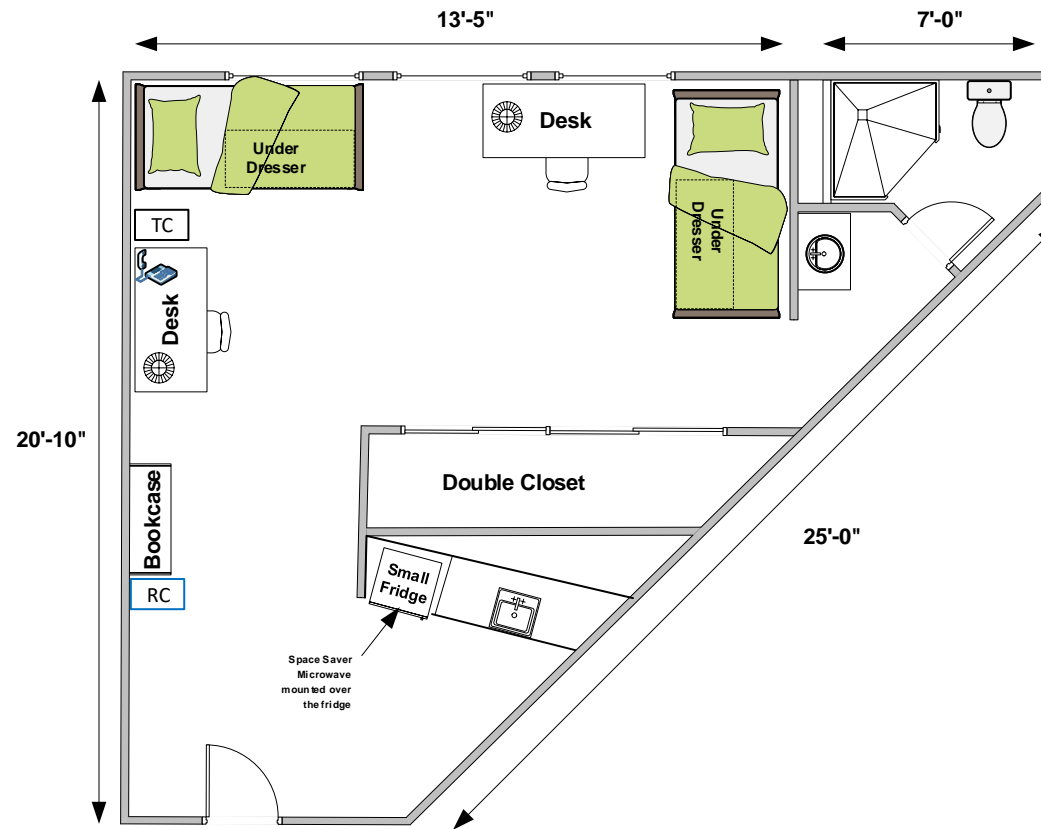 13'-5"
7'-0"
Under
Dresser
Desk
Under
Dresser
TC
Desk
20'-10"
Double Closet
Bookcase
25'-0"
Small
Fridge
RC
Space Saver
Microwave
mounted over
the fridge